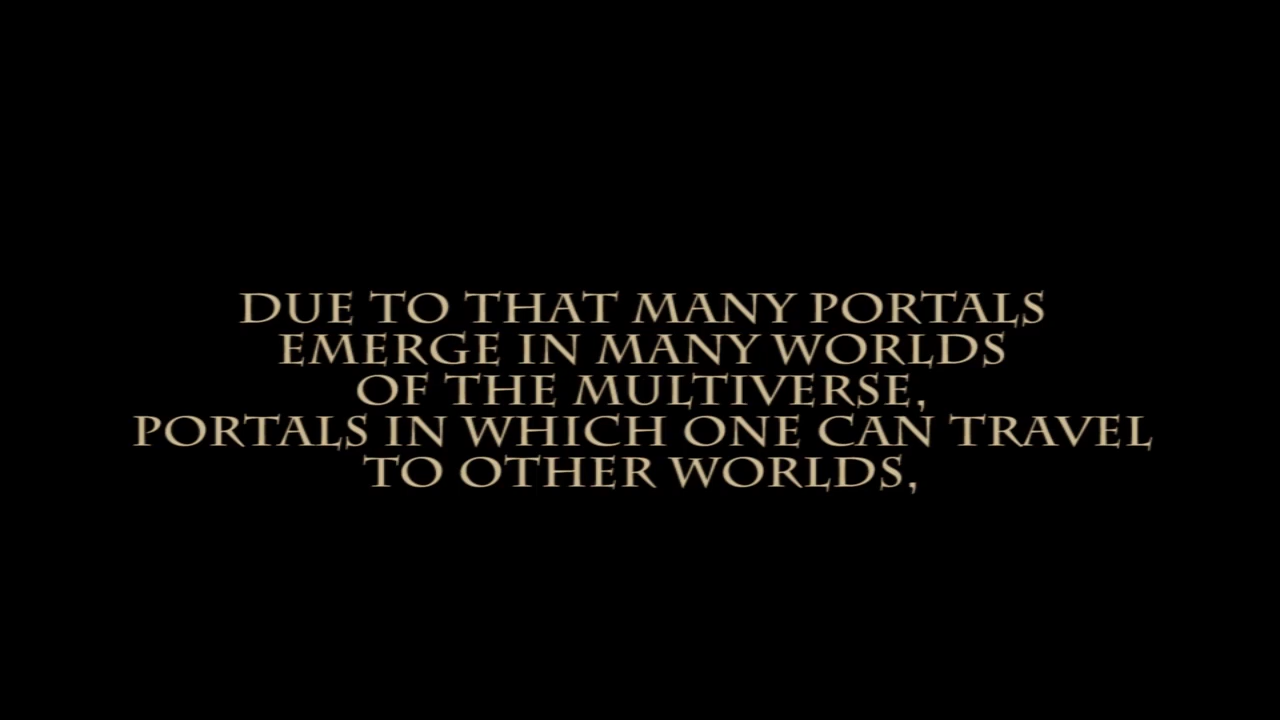 DUE TO THAT MANY PORTALS
EMERGE IN MANY WORLDS
OF THE MULTIVERSE,
PORTALS IN WHICH ONE CAN TRAVEL
TO OTHER WORLDS,